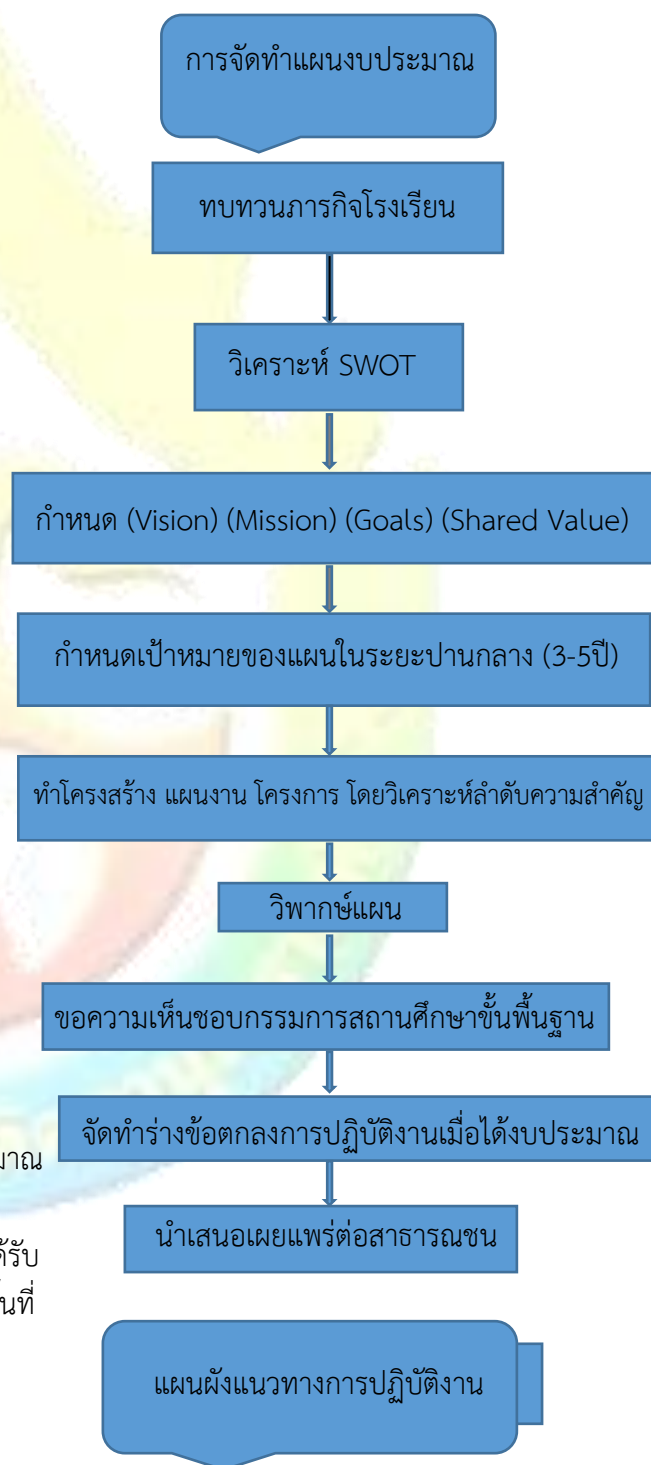 การจัดทำแผนงบประมาณ
ทบทวนภารกิจโรงเรียน
วิเคราะห์ SWOT
กำหนด (Vision) (Mission) (Goals) (Shared Value)
กำหนดเป้าหมายของแผนในระยะปานกลาง (3-5ปี)
ทำโครงสร้าง แผนงาน โครงการ โดยวิเคราะห์ลำดับความสำคัญ
วิพากษ์แผน
ขอความเห็นชอบกรรมการสถานศึกษาขั้นพื้นฐาน
จัดทำร่างข้อตกลงการปฏิบัติงานเมื่อได้งบประมาณ
นำเสนอเผยแพร่ต่อสาธารณชน
แผนผังแนวทางการปฏิบัติงาน